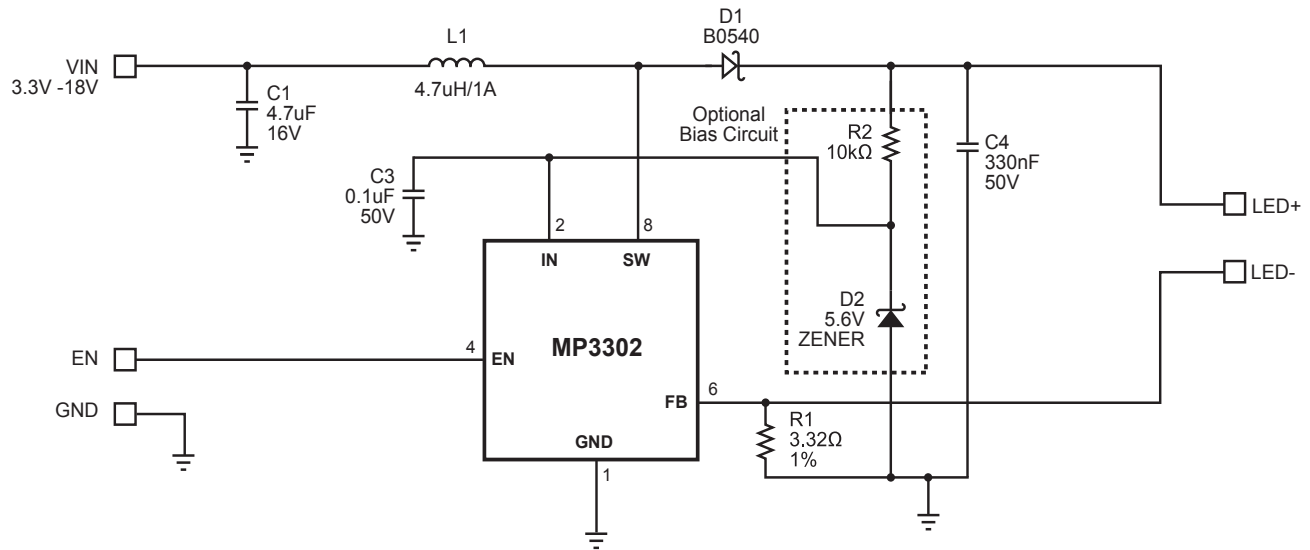 D1
B0540
L1
VIN
3.3V -18V
4.7uH/1A
C1
4.7uF
16V
Optional
Bias Circuit
R2
10kΩ
C4
330nF
50V
C3
0.1uF
50V
LED+
2
8
IN
SW
LED-
D2
5.6V
ZENER
MP3302
EN
4
EN
6
FB
GND
R1
3.32Ω
1%
GND
1